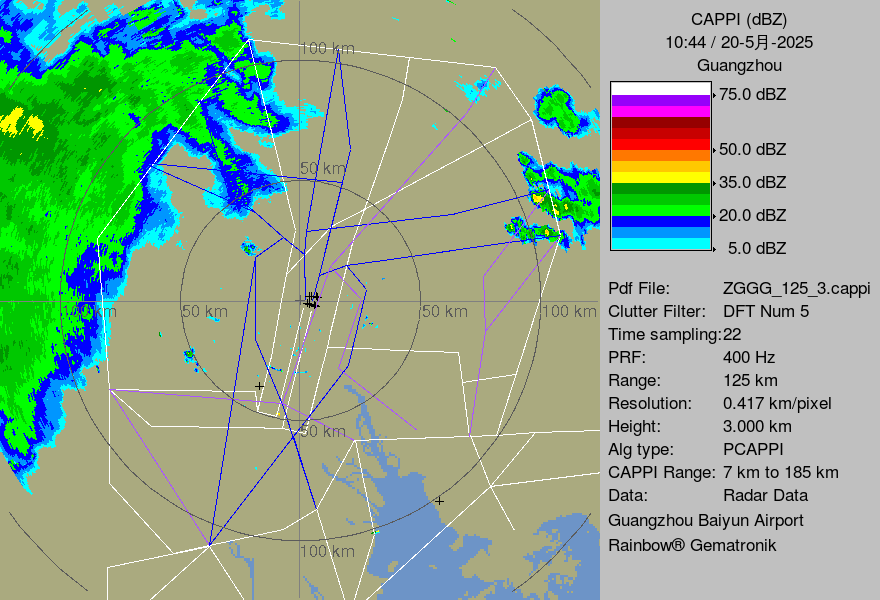 CAPPI (dBZ)
10:44 / 20-5月-2025
Guangzhou
75.0 dBZ
50.0 dBZ
35.0 dBZ
20.0 dBZ
5.0 dBZ
Pdf File: ZGGG_125_3.cappi
Clutter Filter: DFT Num 5
Time sampling:22
PRF: 400 Hz
Range: 125 km
Resolution: 0.417 km/pixel
Height: 3.000 km
Alg type: PCAPPI
CAPPI Range: 7 km to 185 km
Data: Radar Data
Guangzhou Baiyun Airport
Rainbow® Gematronik
100 km
50 km
100 km
50 km
50 km
100 km
50 km
100 km